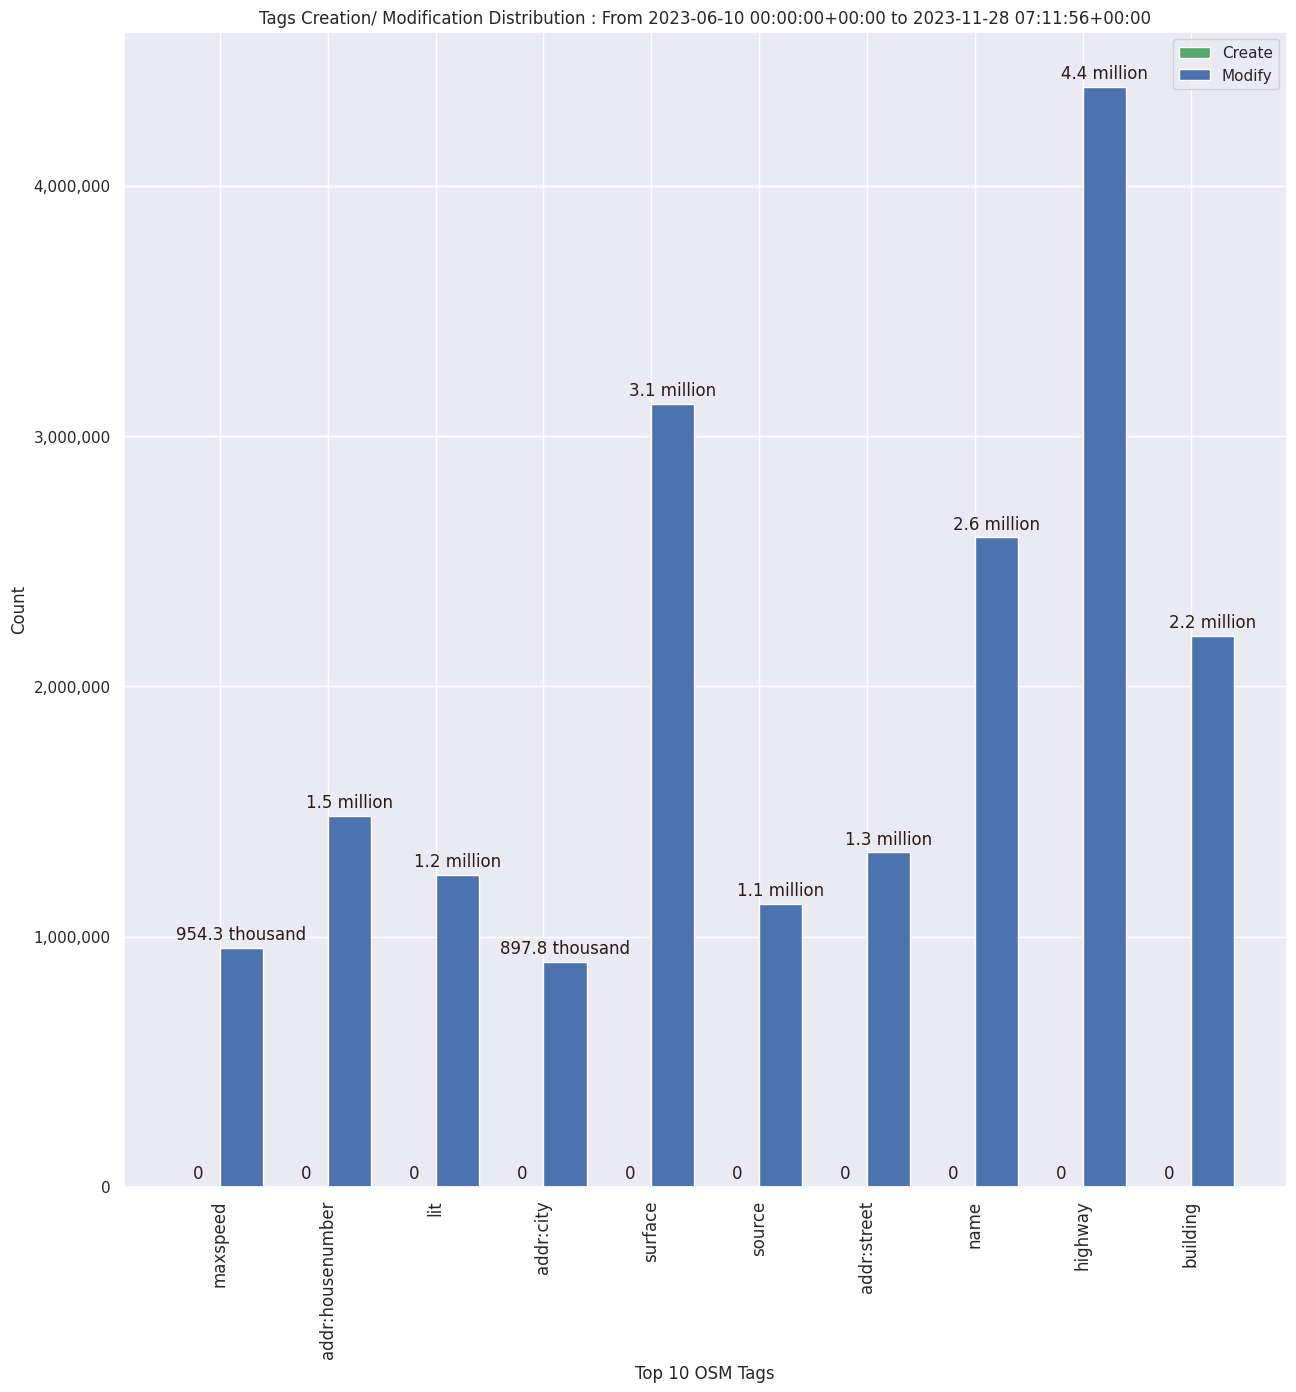 Tags Creation/ Modification Distribution : From 2023-06-10 00:00:00+00:00 to 2023-11-28 07:11:56+00:00
Create
Modify
4.4 million
4,000,000
3.1 million
3,000,000
2.6 million
2.2 million
Count
2,000,000
1.5 million
1.3 million
1.2 million
1.1 million
954.3 thousand
897.8 thousand
1,000,000
0 0 0 0 0 0 0 0 0 0
0
maxspeed
addr:housenumber
lit
addr:city
surface
source
addr:street
name
highway
building
Top 10 OSM Tags